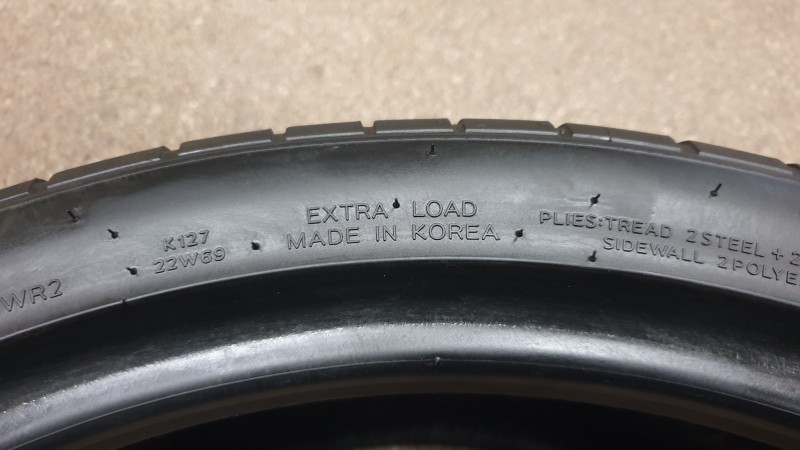 WR2
K127
22W69
EXTRA LOAD
MADE IN KOREA
PLIES:TREAD 2STEEL + 2
SIDEWALL 2POLYE